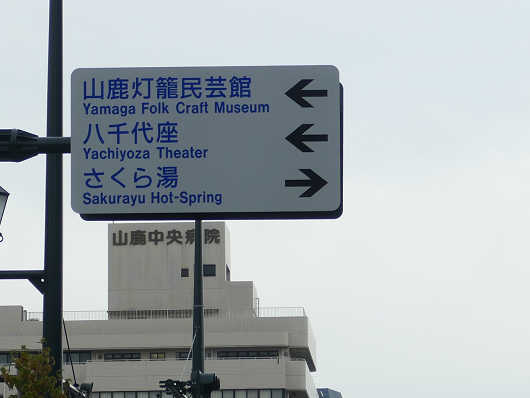 山鹿灯籠民芸館
Yamaga Folk Craft Museum
八千代座
Yachiyoza Theater
さくら湯
Sakurayu Hot-Spring
山鹿中央病院